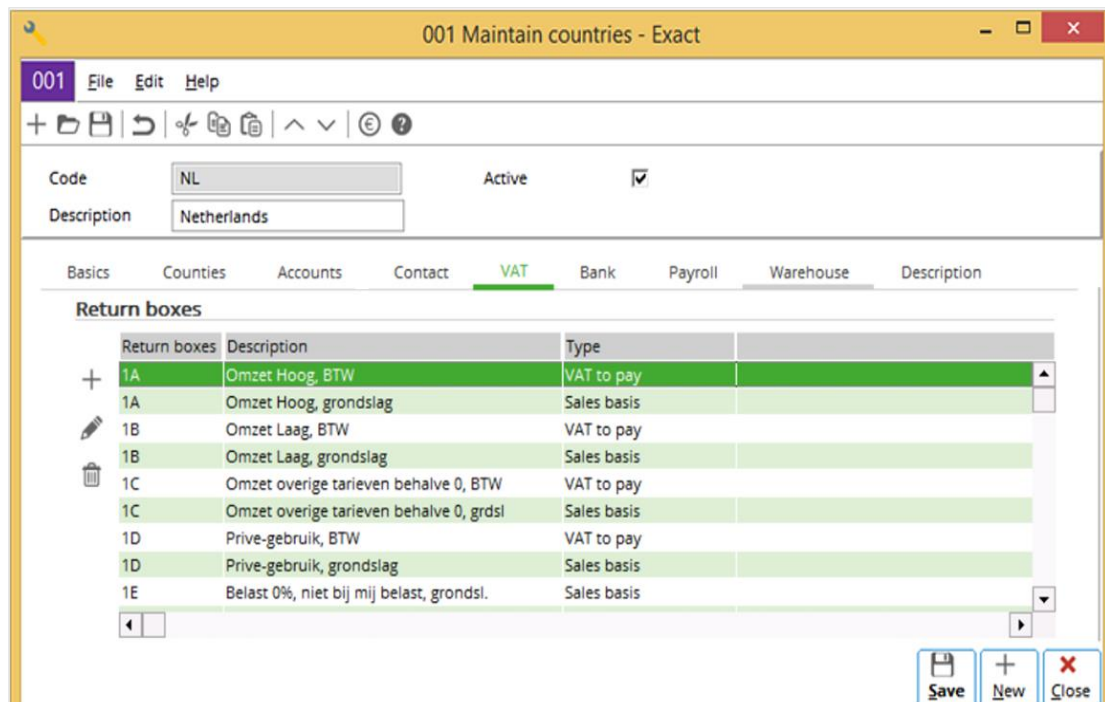 001 Maintain countries - Exact
001 File Edit Help
Code NL Active
Description Netherlands
Basics Counties Accounts Contact VAT Bank Payroll Warehouse Description
Return boxes
Return boxes Description Type
1A Omzet Hoog, BTW VAT to pay
1A Omzet Hoog, grondslag Sales basis
1B Omzet Laag, BTW VAT to pay
1B Omzet Laag, grondslag Sales basis
1C Omzet overige tarieven behalve 0, BTW VAT to pay
1C Omzet overige tarieven behalve 0, grdsl Sales basis
1D Prive-gebruik, BTW VAT to pay
1D Prive-gebruik, grondslag Sales basis
1E Belast 0%, niet bij mij belast, grondsl. Sales basis
Save New Close